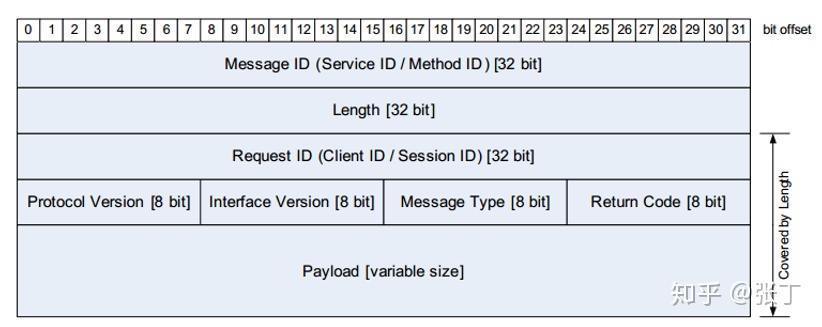 0 1 2 3 4 5 6 7 8 9 10 11 12 13 14 15 16 17 18 19 20 21 22 23 24 25 26 27 28 29 30 31 bit offset
Message ID (Service ID / Method ID) [32 bit]
Length [32 bit]
Request ID (Client ID / Session ID) [32 bit]
Protocol Version [8 bit] Interface Version [8 bit] Message Type [8 bit] Return Code [8 bit]
Payload [variable size]
Covered by Length
知乎 @张丁